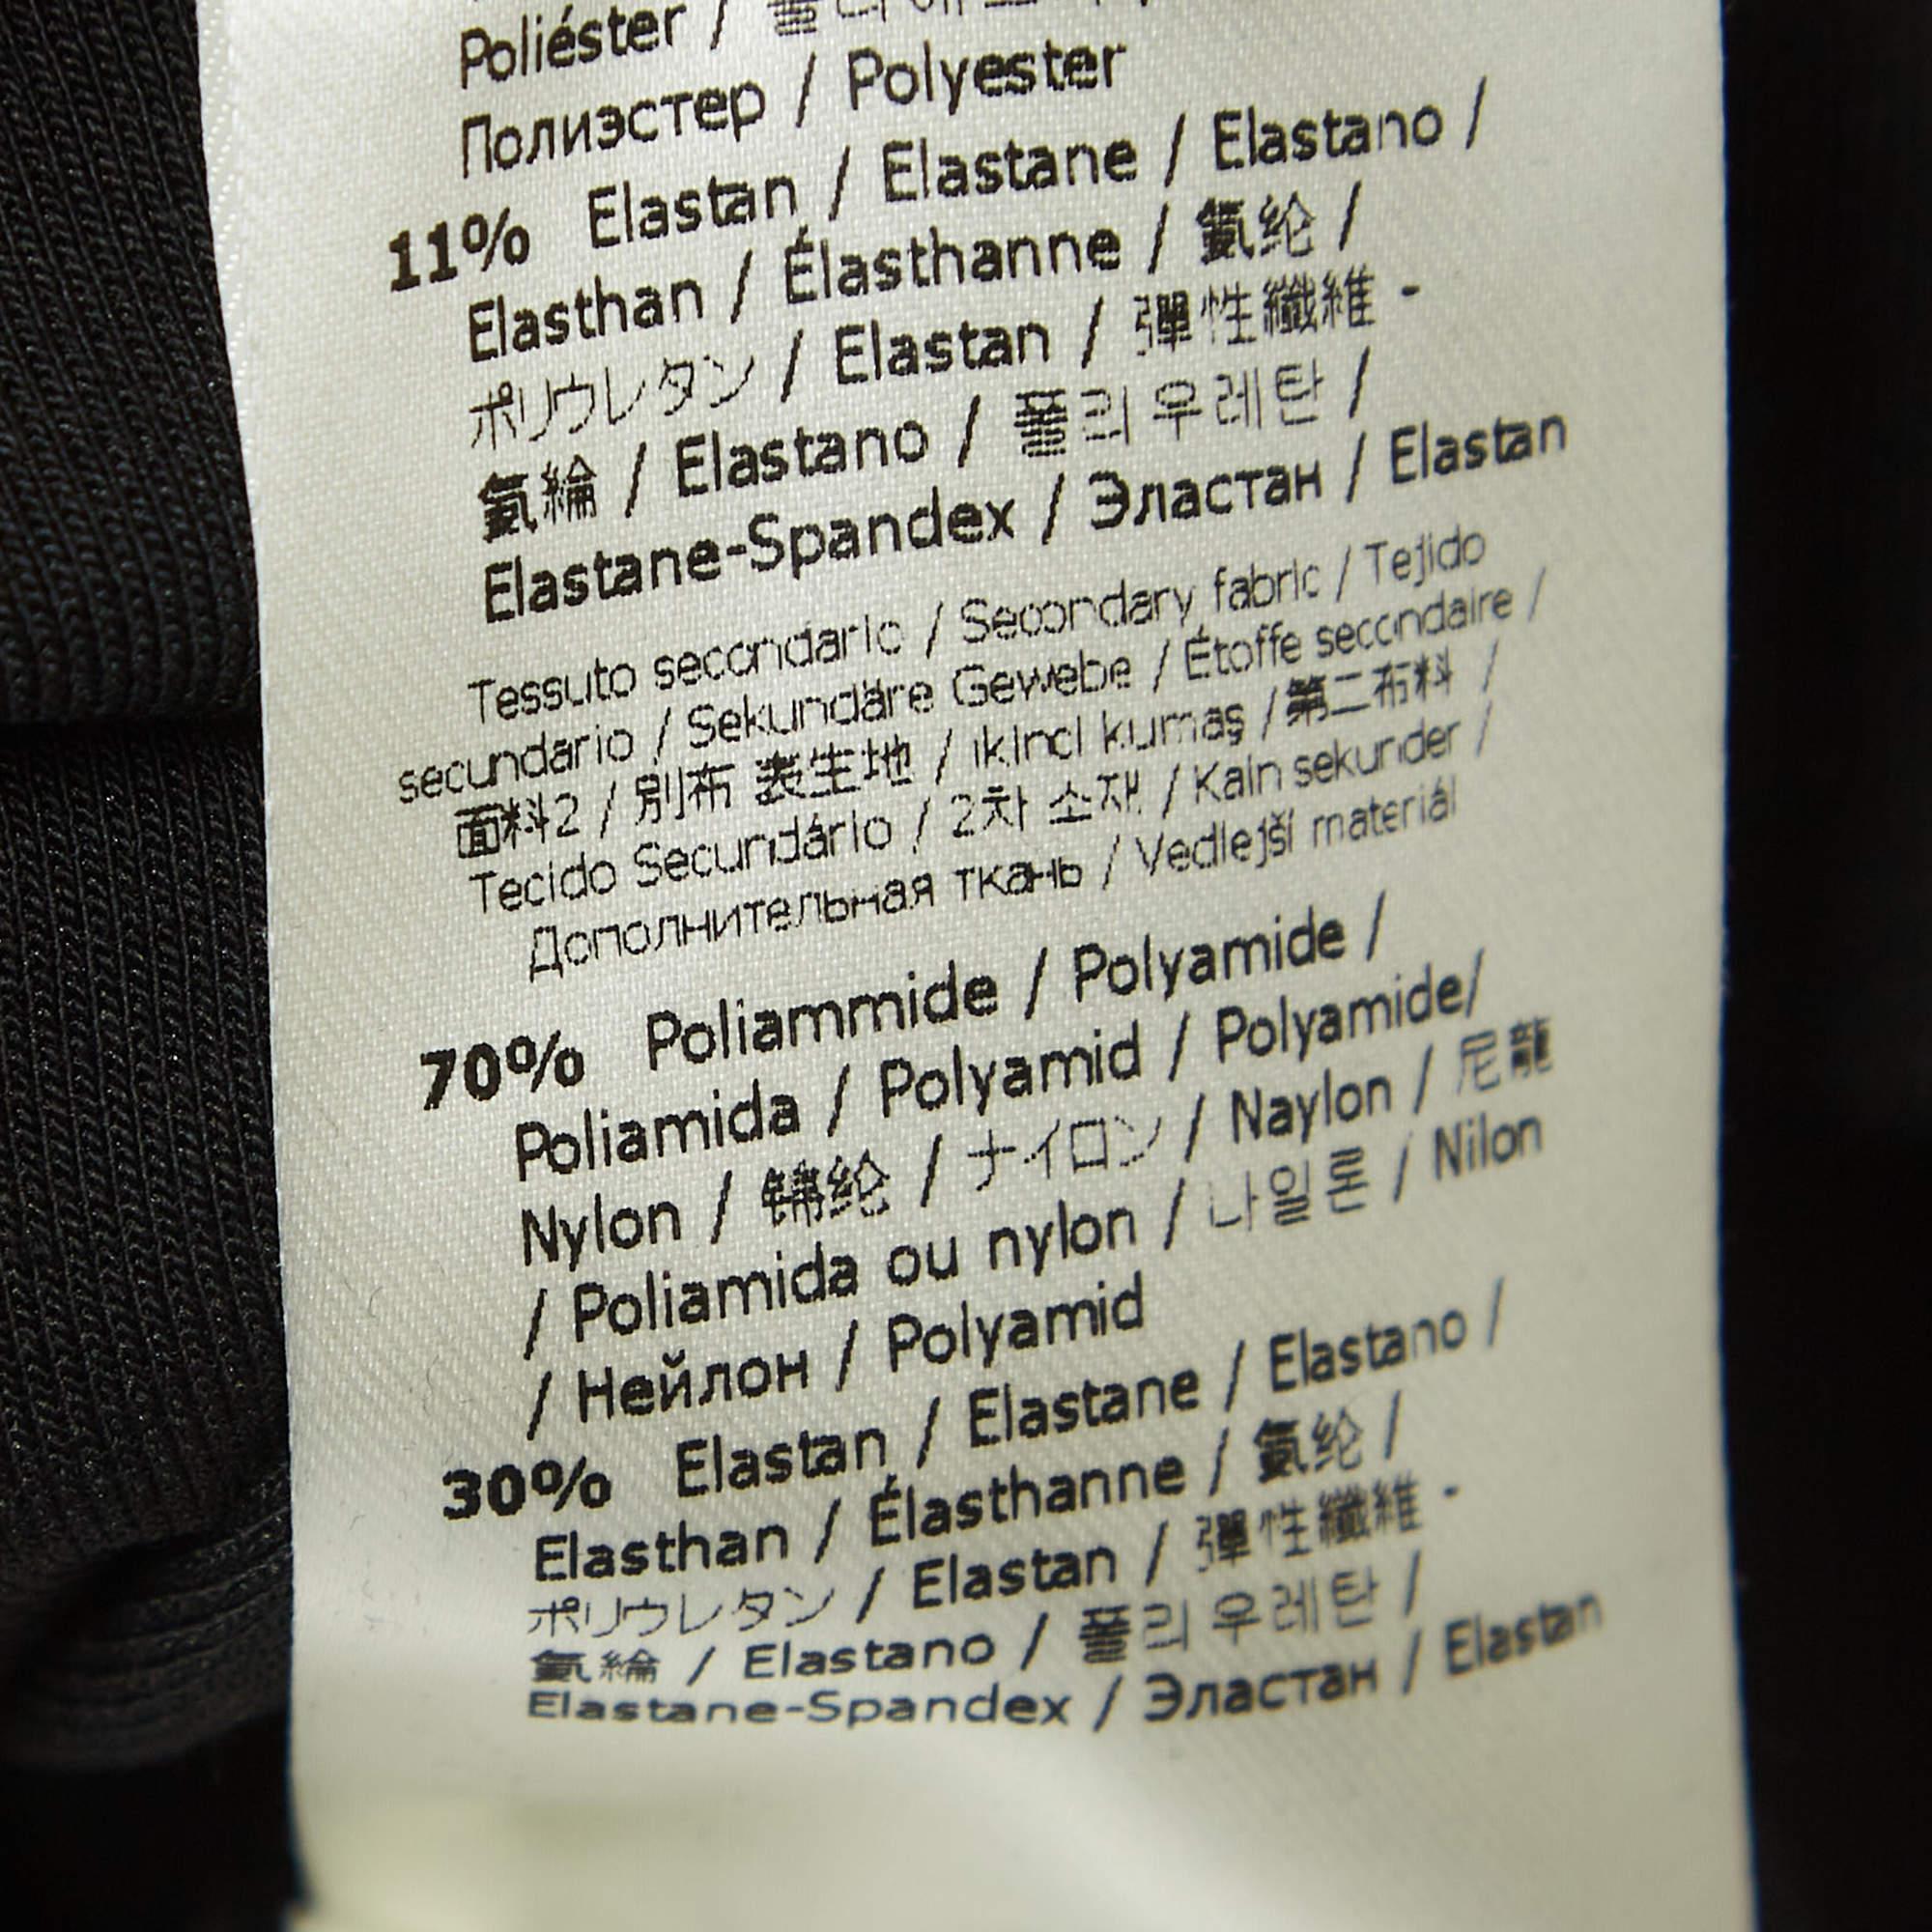 Poliéster /
Полиэстер / Polyester
11% Elastan / Elastane / Elastano /
Elasthan / Élasthanne / 氨纶 /
ポリウレタン / Elastan / 彈性纖維 -
氨綸 / Elastano / 폴리우레탄 /
Elastane-Spandex / Эластан / Elastan
Tessuto secondario / Secondary fabric / Tejido
secundario / Sekundäre Gewebe / Étoffe secondaire /
面料2 / 別布 表生地 / ikinci kumaş / 第二布料 /
Tecido Secundário / 2차 소재 / Kain sekunder /
Дополнительная ткань / Vedlejší materiál
70% Poliammide / Polyamide /
Poliamida / Polyamid / Polyamide/
Nylon / 锦纶 / ナイロン / Naylon / 尼龍
/ Poliamida ou nylon / 나일론 / Nilon
/ Нейлон / Polyamid
30% Elastan / Elastane / Elastano /
Elasthan / Élasthanne / 氨纶 /
ポリウレタン / Elastan / 彈性纖維 -
氨綸 / Elastano / 폴리우레탄 /
Elastane-Spandex / Эластан / Elastan